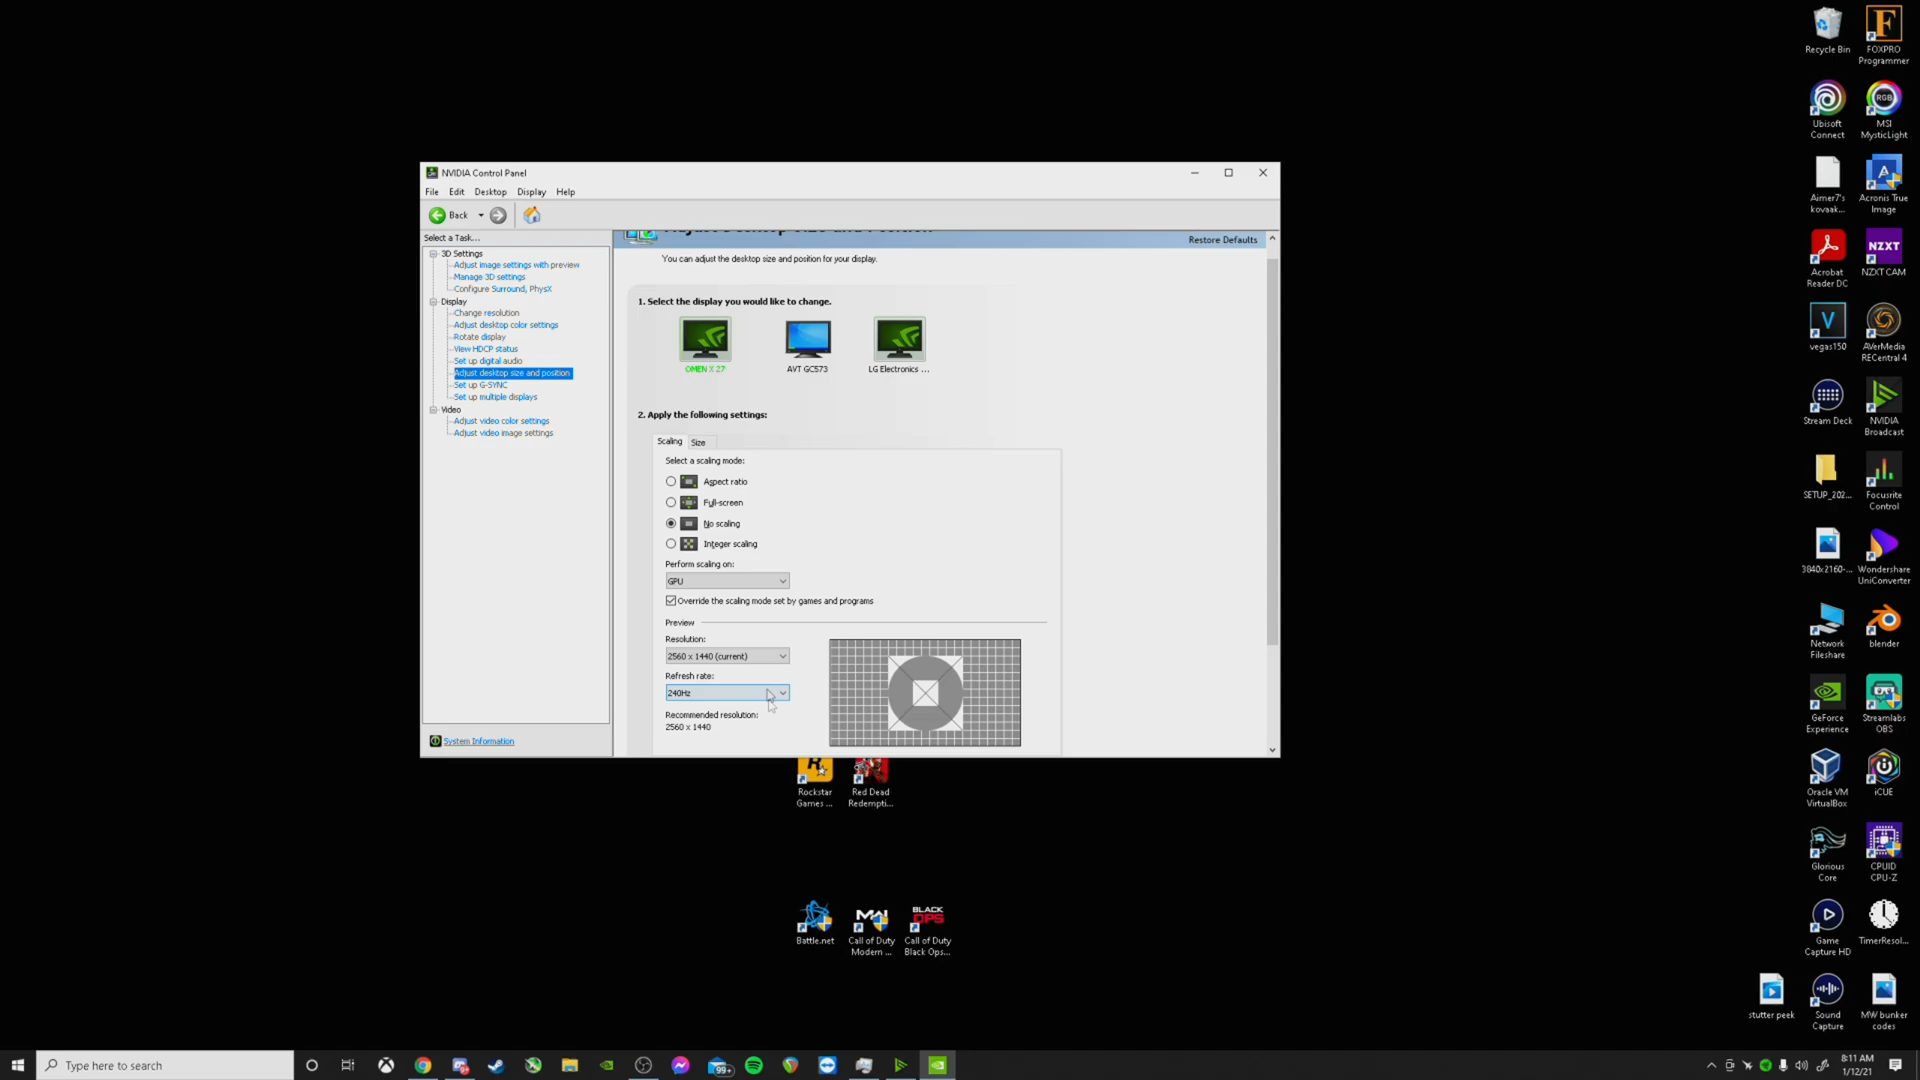 NVIDIA Control Panel
File Edit Desktop Display Help
Back
Select a Task...
3D Settings
Adjust image settings with preview
Manage 3D settings
Configure Surround, PhysX
Display
Change resolution
Adjust desktop color settings
Rotate display
View HDCP status
Set up digital audio
Adjust desktop size and position
Set up G-SYNC
Set up multiple displays
Video
Adjust video color settings
Adjust video image settings
System Information
Restore Defaults
You can adjust the desktop size and position for your display.
1. Select the display you would like to change.
OMEN X 27 AVT GC573 LG Electronics ...
2. Apply the following settings:
Scaling Size
Select a scaling mode:
Aspect ratio
Full-screen
No scaling
Integer scaling
Perform scaling on:
GPU
Override the scaling mode set by games and programs
Preview
Resolution:
2560 x 1440 (current)
Refresh rate:
240Hz
Recommended resolution:
2560 x 1440
Rockstar
Games ...
Red Dead
Redempti...
BLACK
OPS
Battle.net
Call of Duty
Modern ...
Call of Duty
Black Ops...
Recycle Bin
FOXPRO
Programmer
Ubisoft
Connect
RGB
MSI
MysticLight
Aimer7's
kovaak...
Acronis True
Image
Acrobat
Reader DC
NZXT
NZXT CAM
vegas150
AVerMedia
RECentral 4
Stream Deck
NVIDIA
Broadcast
SETUP_202...
Focusrite
Control
3840x2160-...
Wondershare
UniConverter
Network
Fileshare
blender
GeForce
Experience
Streamlabs
OBS
Oracle VM
VirtualBox
iCUE
Glorious
Core
CPUID
CPU-Z
Game
Capture HD
TimerResol...
stutter peek
Sound
Capture
MW bunker
codes
Type here to search
99+
8:11 AM
1/12/21